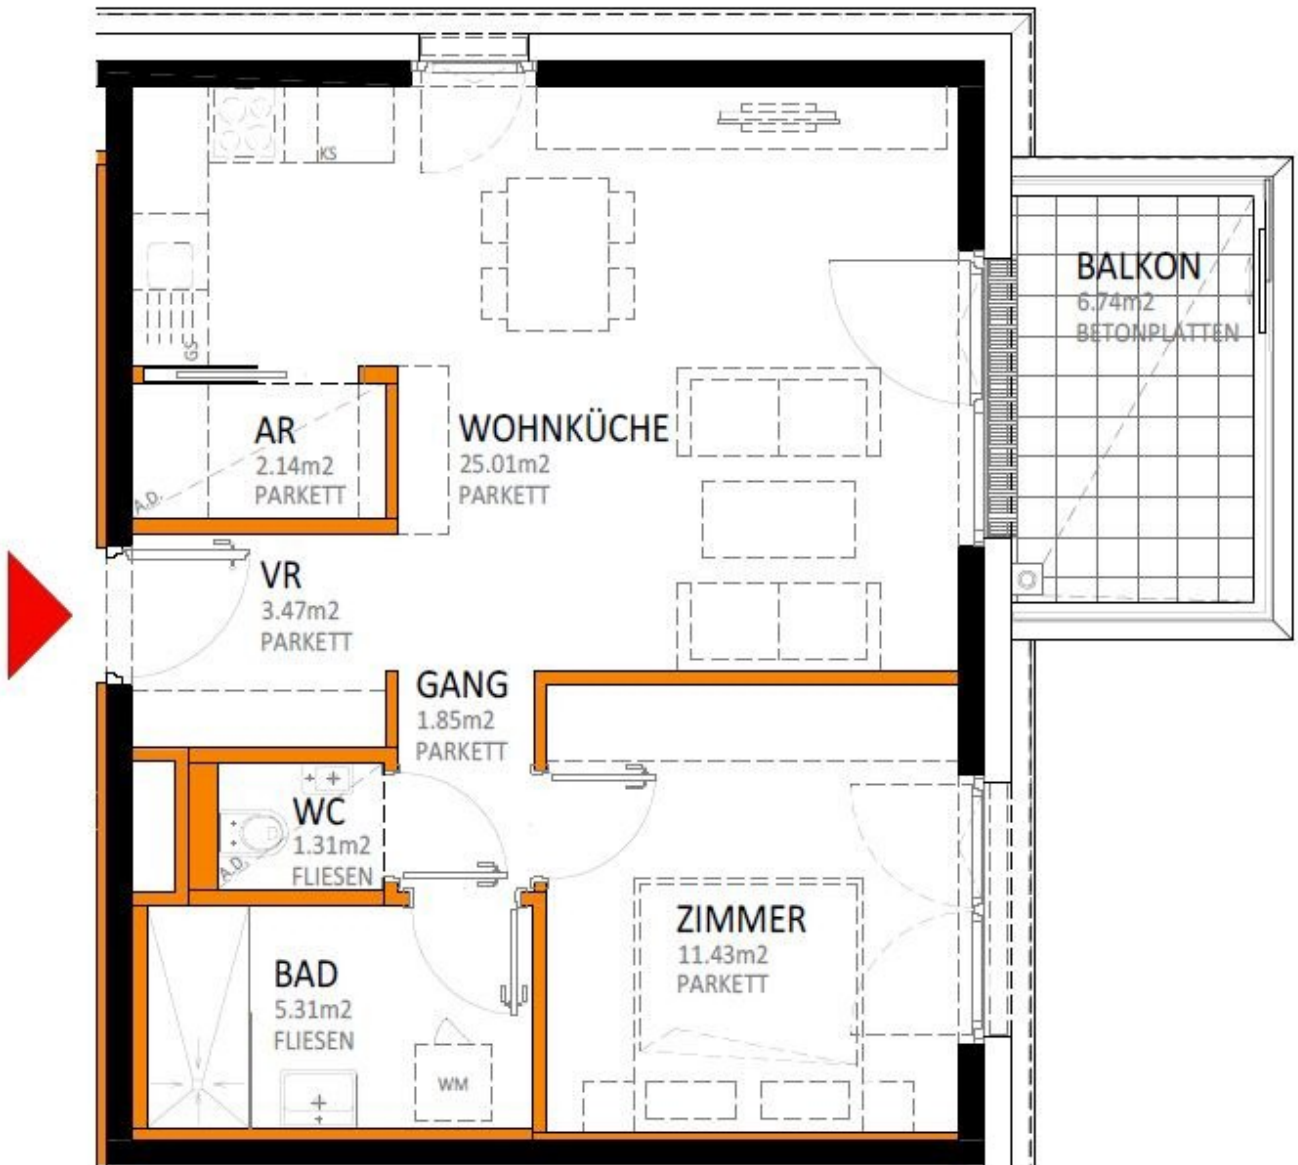 KS
BALKON
6.74m2
BETONPLATTEN
GS
AR
2.14m2
PARKETT
A.D.
WOHNKÜCHE
25.01m2
PARKETT
VR
3.47m2
PARKETT
GANG
1.85m2
PARKETT
WC
1.31m2
FLIESEN
A.D.
ZIMMER
11.43m2
PARKETT
BAD
5.31m2
FLIESEN
WM